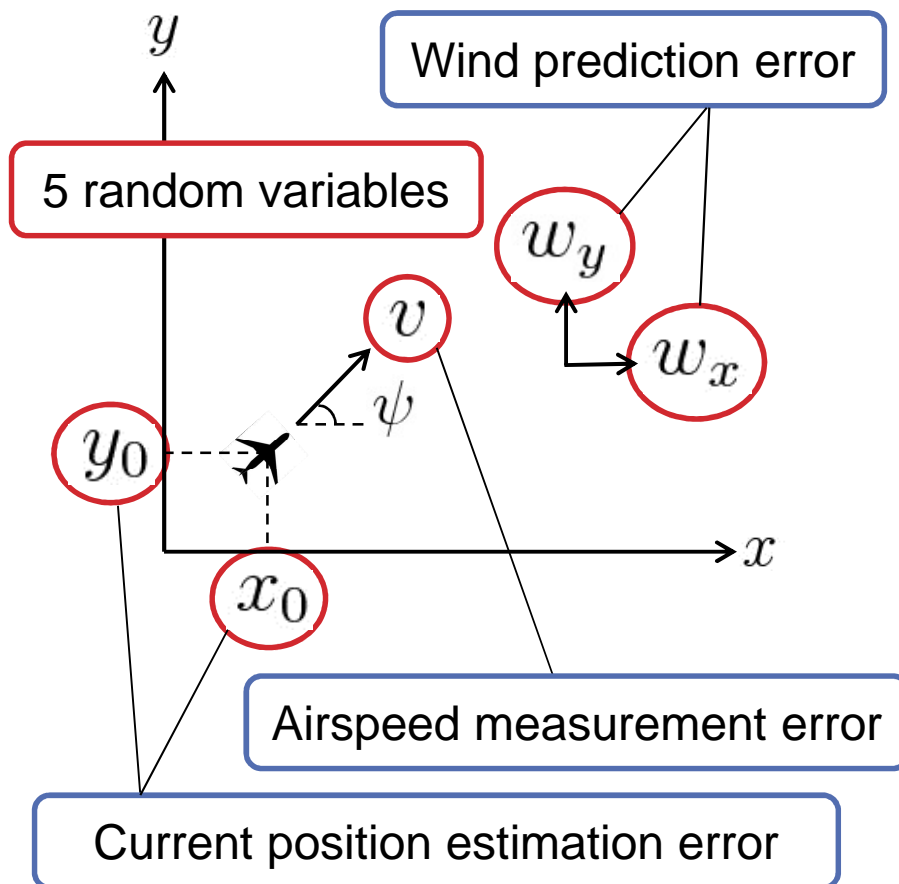 y
Wind prediction error
5 random variables
w_y
v
w_x
ψ
y_0
x
x_0
Airspeed measurement error
Current position estimation error